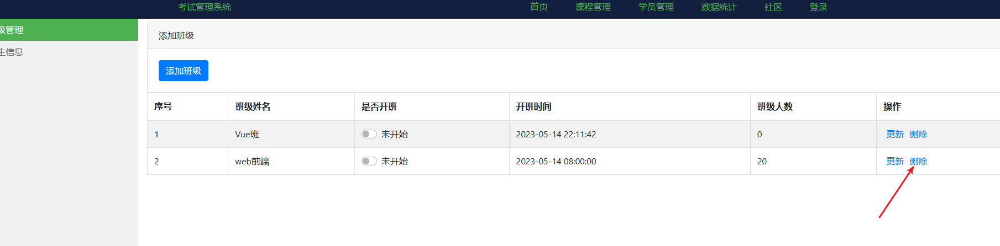 考试管理系统 首页 课程管理 学员管理 数据统计 社区 登录
级管理
生信息
添加班级
添加班级
序号 班级姓名 是否开班 开班时间 班级人数 操作
1 Vue班 未开始 2023-05-14 22:11:42 0 更新 删除
2 web前端 未开始 2023-05-14 08:00:00 20 更新 删除